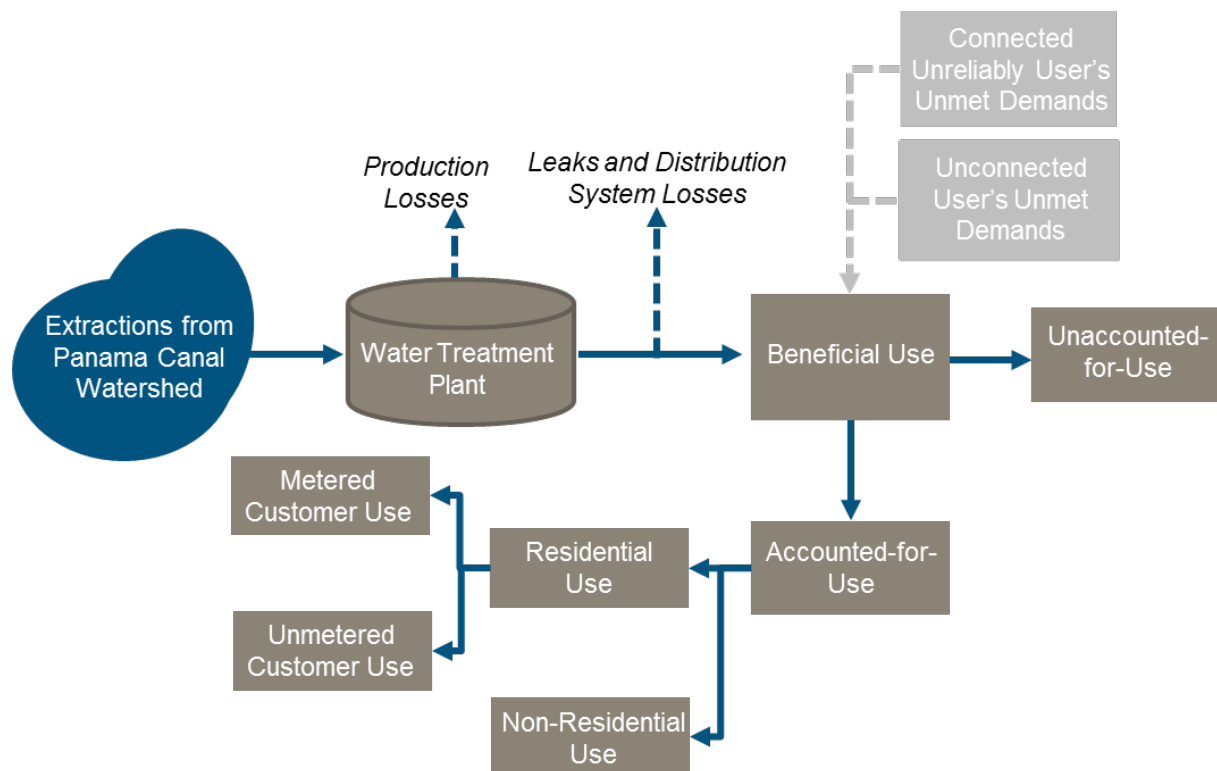 Connected
Unreliably User's
Unmet Demands
Unconnected
User's Unmet
Demands
Production
Losses
Leaks and Distribution
System Losses
Extractions from
Panama Canal
Watershed
Water Treatment
Plant
Beneficial Use
Unaccounted-
for-Use
Metered
Customer Use
Residential
Use
Accounted-for-
Use
Unmetered
Customer Use
Non-Residential
Use